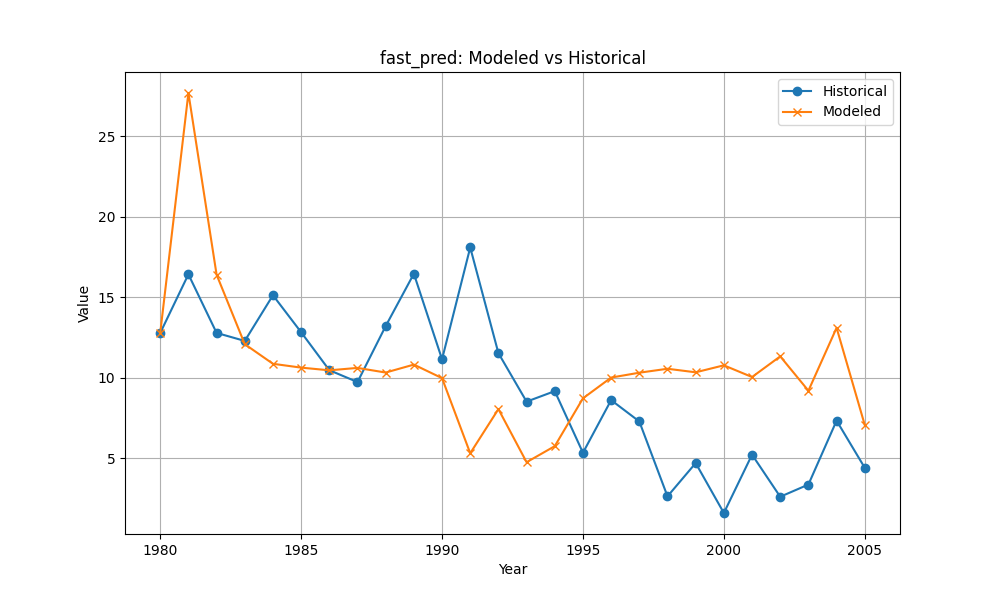 fast_pred: Modeled vs Historical
Historical
Modeled
Value
25
20
15
10
5
1980 1985 1990 1995 2000 2005
Year